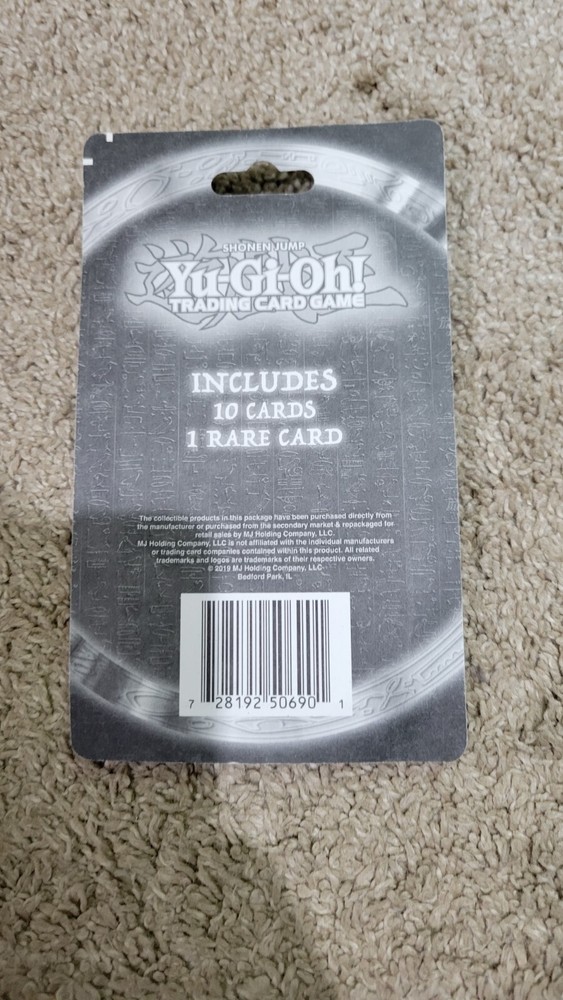 SHONEN JUMP
Yu-Gi-Oh!
TRADING CARD GAME
INCLUDES
10 CARDS
1 RARE CARD
The collectible products in this package have been purchased directly from
the manufacturer or purchased from the secondary market & repackaged for
retail sales by MJ Holding Company, LLC.
MJ Holding Company, LLC is not affiliated with the individual manufacturers
or trading card companies contained within this product. All related
trademarks and logos are trademarks of their respective owners.
© 2019 MJ Holding Company, LLC
Bedford Park, IL
7 28192 50690 1